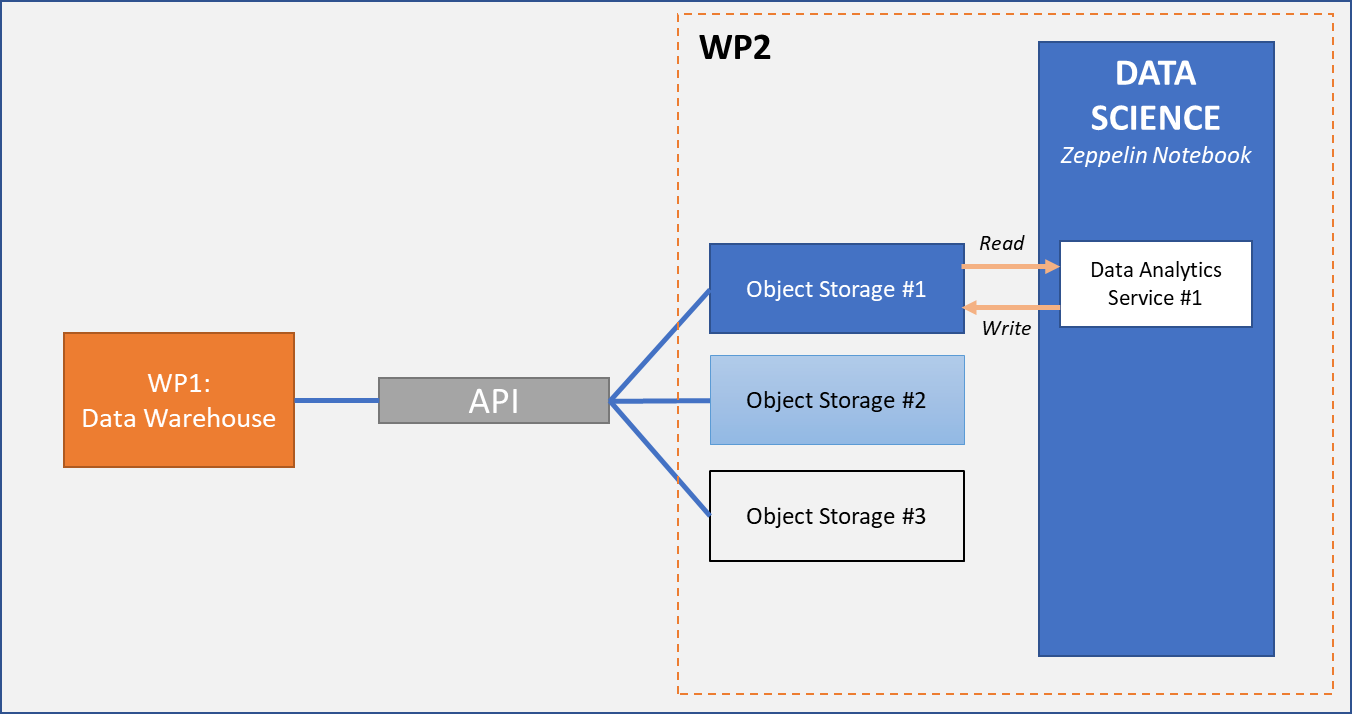 WP2
DATA
SCIENCE
Zeppelin Notebook
Read
Object Storage #1
Data Analytics
Service #1
Write
WP1:
Data Warehouse
API
Object Storage #2
Object Storage #3